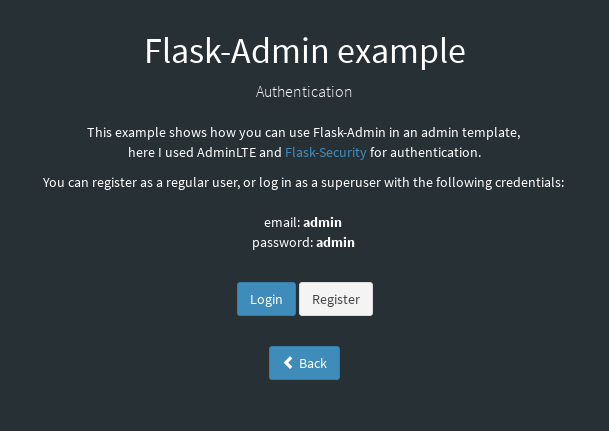 Flask-Admin example
Authentication
This example shows how you can use Flask-Admin in an admin template,
here I used AdminLTE and Flask-Security for authentication.
You can register as a regular user, or log in as a superuser with the following credentials:
email: admin
password: admin
Login Register
Back